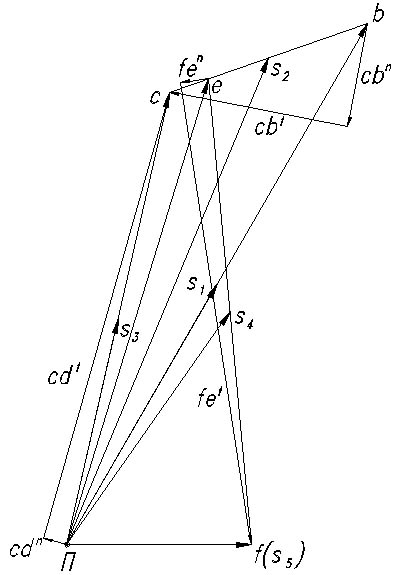 b
fe^n
s₂
cb^n
e
c
cb^t
s₁
s₃
s₄
cd^t
fe^t
cd^n
П
f(s₅)